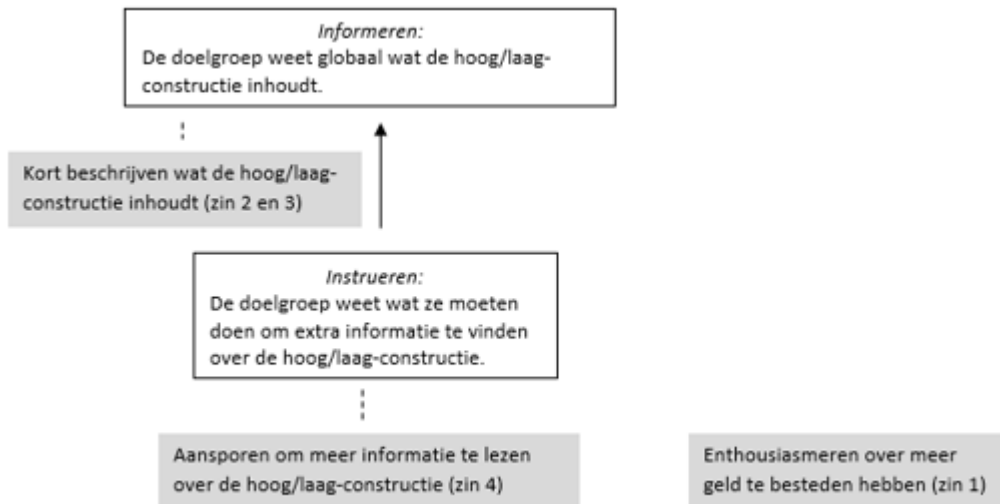 Informeren:
De doelgroep weet globaal wat de hoog/laag-
constructie inhoudt.
Kort beschrijven wat de hoog/laag-
constructie inhoudt (zin 2 en 3)
Instrueren:
De doelgroep weet wat ze moeten
doen om extra informatie te vinden
over de hoog/laag-constructie.
Aansporen om meer informatie te lezen
over de hoog/laag-constructie (zin 4)
Enthousiasmeren over meer
geld te besteden hebben (zin 1)